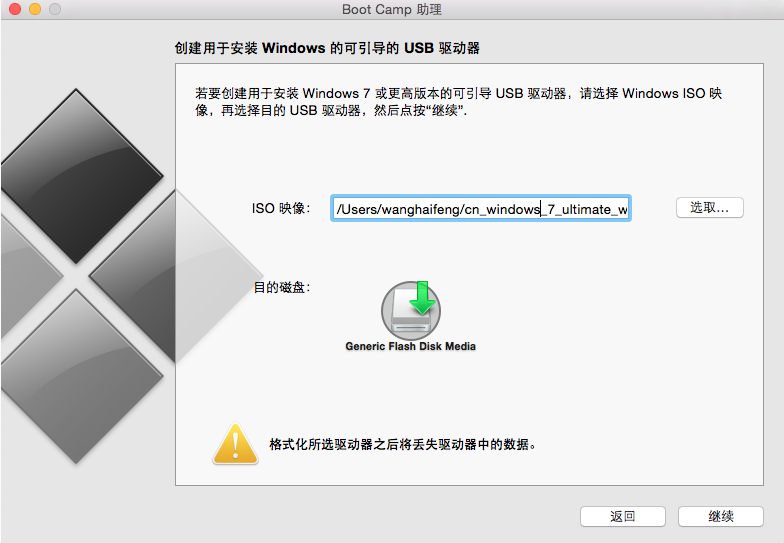 Boot Camp 助理
创建用于安装 Windows 的可引导的 USB 驱动器
若要创建用于安装 Windows 7 或更高版本的可引导 USB 驱动器，请选择 Windows ISO 映
像，再选择目的 USB 驱动器，然后点按“继续”.
ISO 映像：
/Users/wanghaifeng/cn_windows_7_ultimate_w
选取...
目的磁盘：
Generic Flash Disk Media
格式化所选驱动器之后将丢失驱动器中的数据。
返回
继续